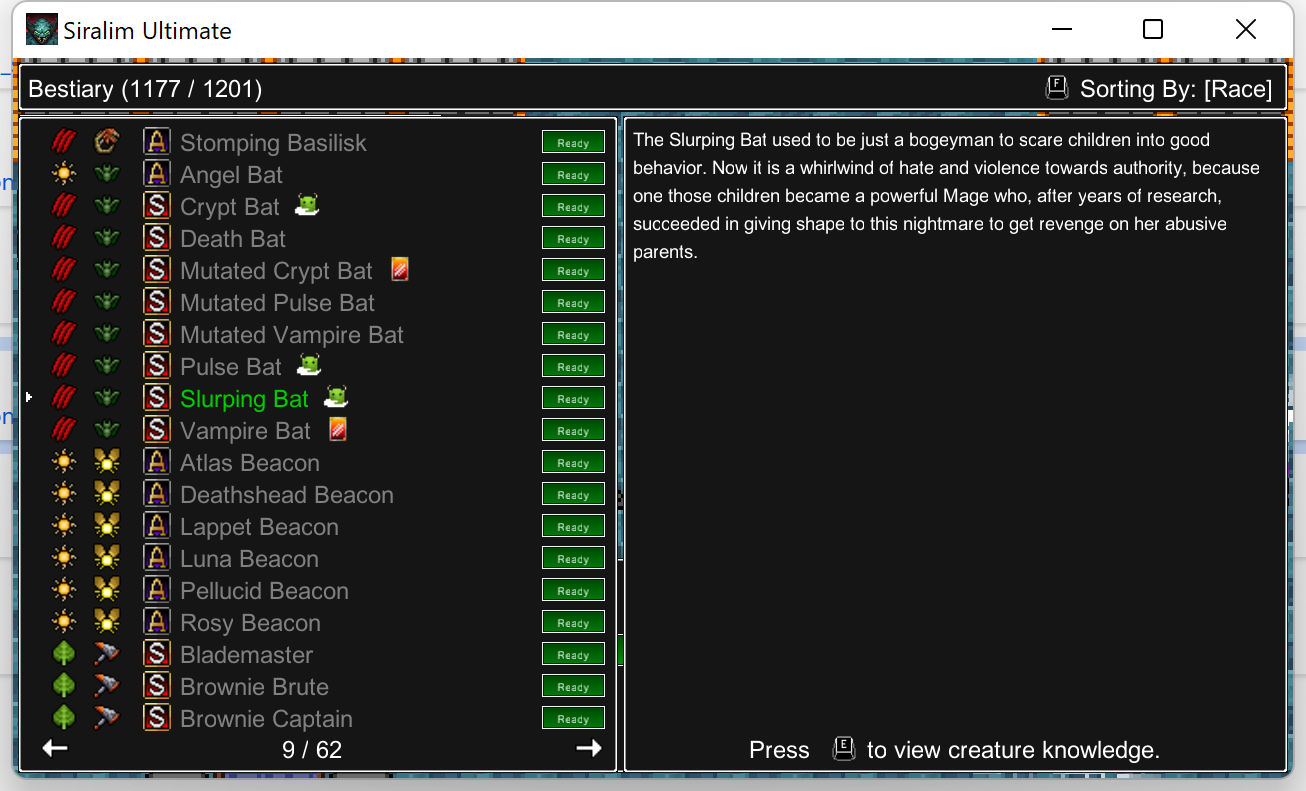 Siralim Ultimate
Bestiary (1177 / 1201)
F Sorting By: [Race]
A Stomping Basilisk Ready
A Angel Bat Ready
S Crypt Bat Ready
S Death Bat Ready
S Mutated Crypt Bat Ready
S Mutated Pulse Bat Ready
S Mutated Vampire Bat Ready
S Pulse Bat Ready
S Slurping Bat Ready
S Vampire Bat Ready
A Atlas Beacon Ready
A Deathshead Beacon Ready
A Lappet Beacon Ready
A Luna Beacon Ready
A Pellucid Beacon Ready
A Rosy Beacon Ready
S Blademaster Ready
S Brownie Brute Ready
S Brownie Captain Ready
9 / 62
The Slurping Bat used to be just a bogeyman to scare children into good
behavior. Now it is a whirlwind of hate and violence towards authority, because
one those children became a powerful Mage who, after years of research,
succeeded in giving shape to this nightmare to get revenge on her abusive
parents.
Press E to view creature knowledge.